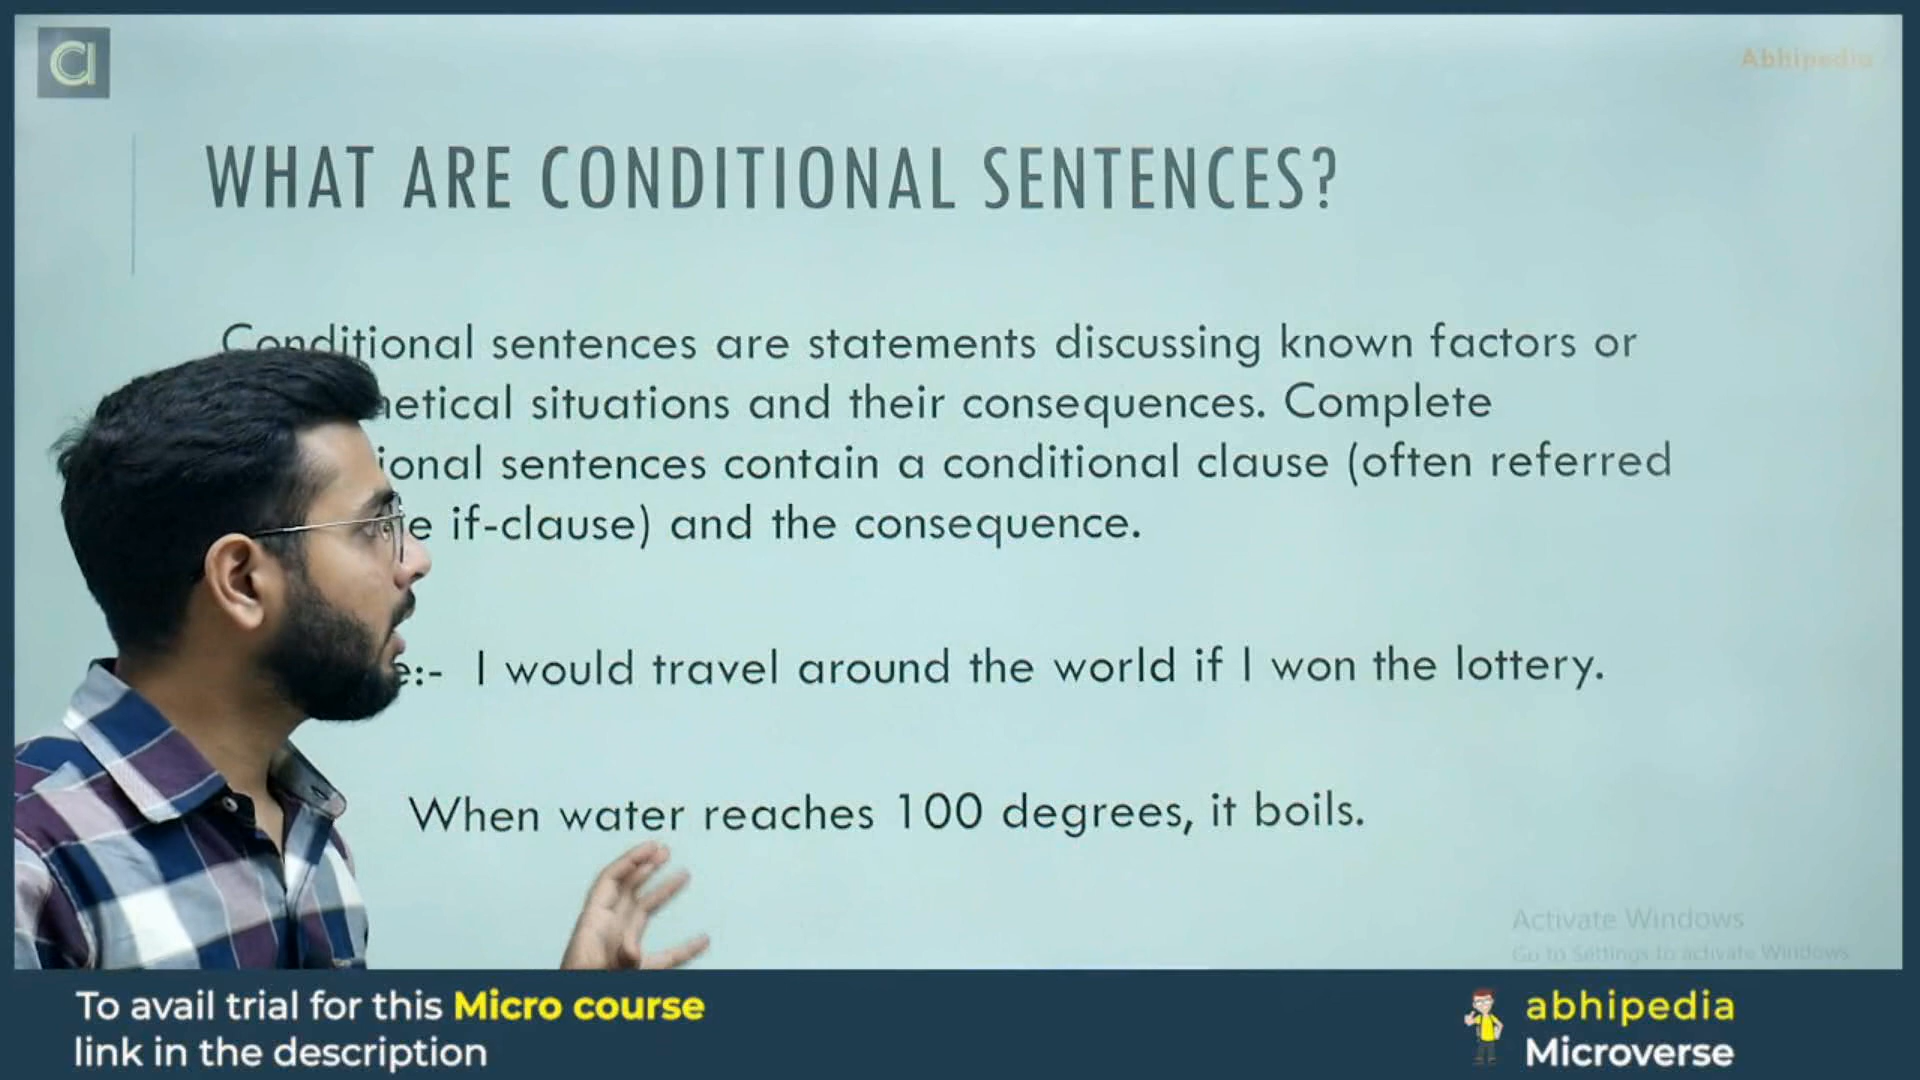 Abhipedia
WHAT ARE CONDITIONAL SENTENCES?
Conditional sentences are statements discussing known factors or
situations and their consequences. Complete
sentences contain a conditional clause (often referred
if-clause) and the consequence.
I would travel around the world if I won the lottery.
When water reaches 100 degrees, it boils.
Activate Windows
Go to Settings to activate Windows.
To avail trial for this Micro course
link in the description
abhipedia
Microverse